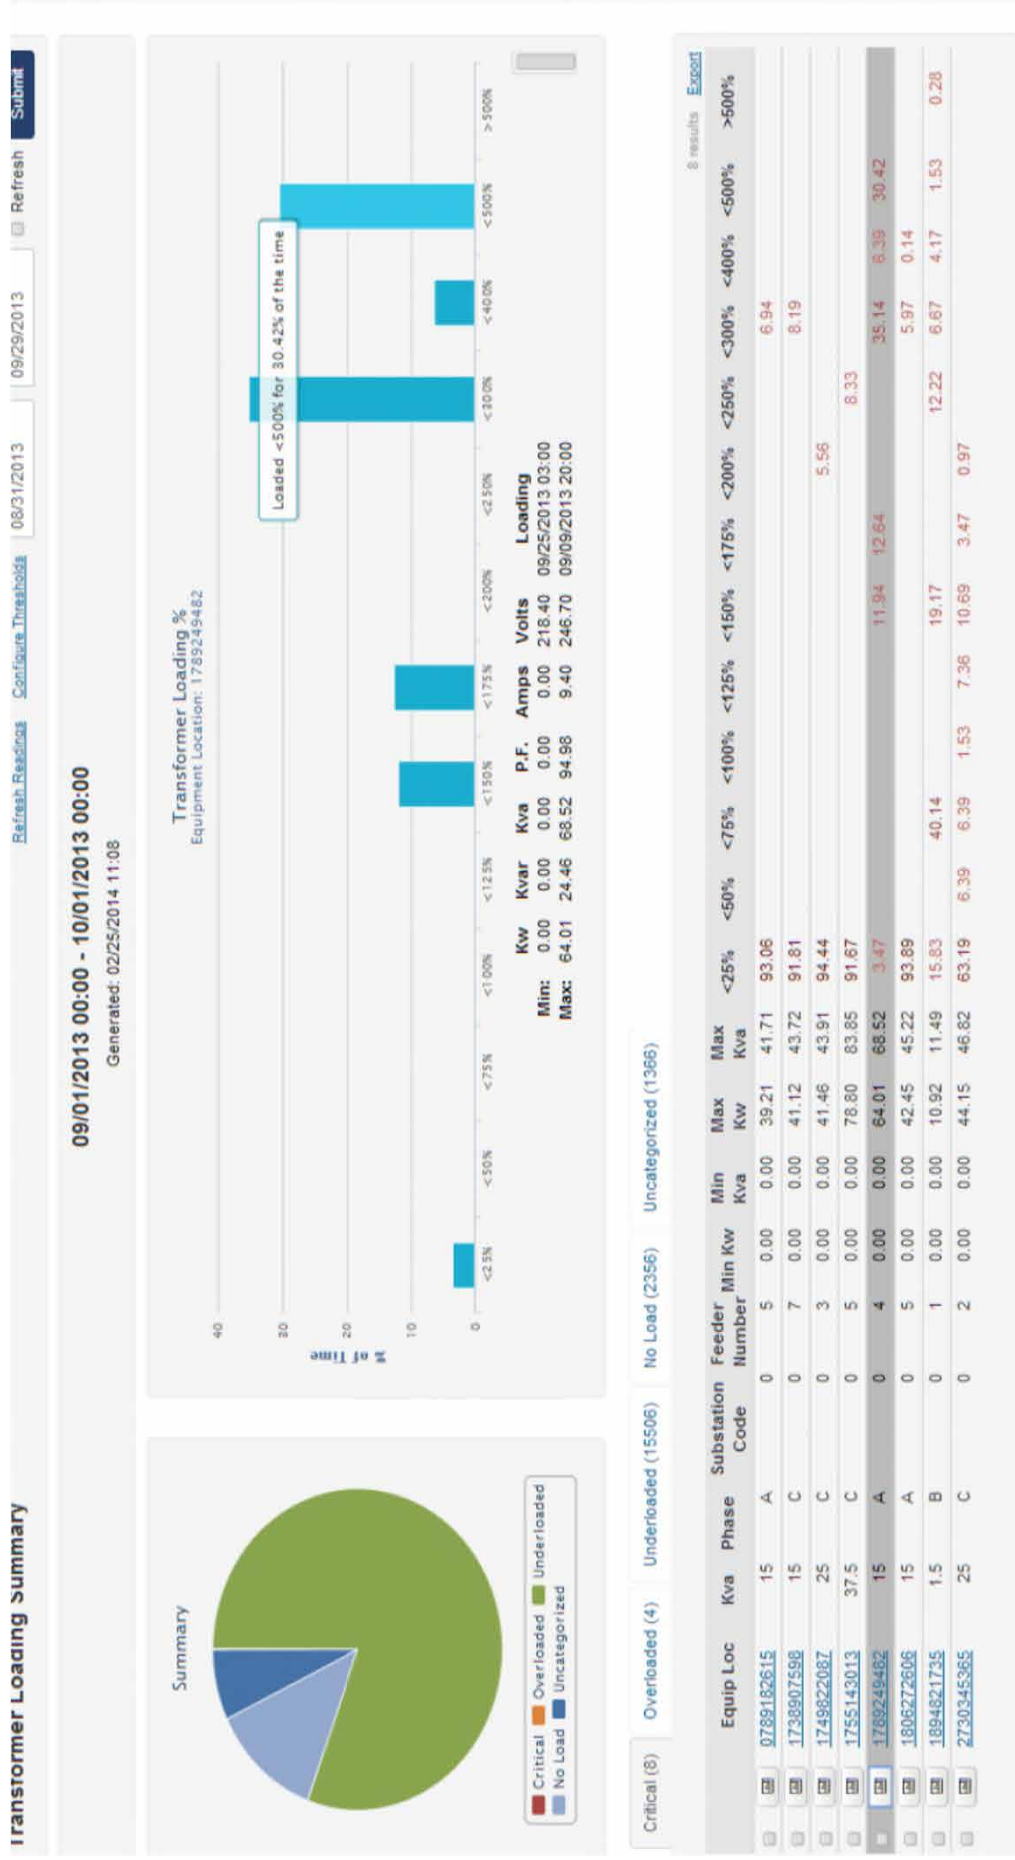 Transformer Loading Summary
Refresh Readings Configure Thresholds 08/31/2013 09/29/2013 Refresh Submit
09/01/2013 00:00 - 10/01/2013 00:00
Generated: 02/25/2014 11:08
Summary
Critical Overloaded Underloaded
No Load Uncategorized
Transformer Loading %
Equipment Location: 1789249482
% of Time
40
30
20
10
0
Loaded <500% for 30.42% of the time
<25% <50% <75% <100% <125% <150% <175% <200% <250% <300% <400% <500% >500%
Kw Kvar Kva P.F. Amps Volts Loading
Min: 0.00 0.00 0.00 0.00 0.00 218.40 09/25/2013 03:00
Max: 64.01 24.46 68.52 94.98 9.40 246.70 09/09/2013 20:00
Critical (8) Overloaded (4) Underloaded (15506) No Load (2356) Uncategorized (1366)
8 results Export
Equip Loc Kva Phase Substation Code Feeder Number Min Kw Min Kva Max Kw Max Kva <25% <50% <75% <100% <125% <150% <175% <200% <250% <300% <400% <500% >500%
0789182615 15 A 0 5 0.00 0.00 39.21 41.71 93.06 6.94
1738907598 15 C 0 7 0.00 0.00 41.12 43.72 91.81 8.19
1749822087 25 C 0 3 0.00 0.00 41.46 43.91 94.44 5.56
1755143013 37.5 C 0 5 0.00 0.00 78.80 83.85 91.67 8.33
1789249482 15 A 0 4 0.00 0.00 64.01 68.52 3.47 11.94 12.64 35.14 6.39 30.42
1806272606 15 A 0 5 0.00 0.00 42.45 45.22 93.89 5.97 0.14
1894821735 1.5 B 0 1 0.00 0.00 10.92 11.49 15.83 40.14 19.17 12.22 6.67 4.17 1.53 0.28
2730345365 25 C 0 2 0.00 0.00 44.15 46.82 63.19 6.39 6.39 1.53 7.36 10.69 3.47 0.97